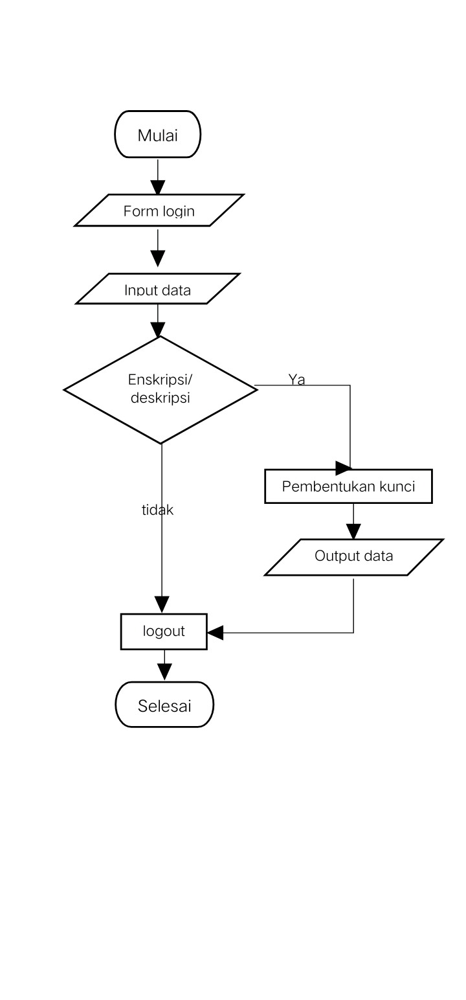 Mulai
Form login
Input data
Enskripsi/
deskripsi
Ya
Pembentukan kunci
tidak
Output data
logout
Selesai